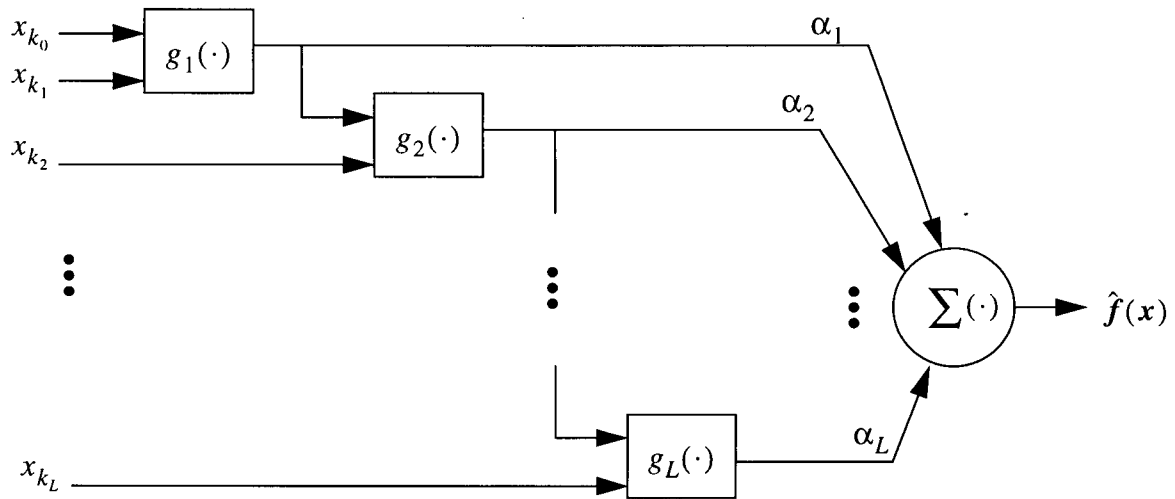 x_{k_0}
g_1(·)
α_1
x_{k_1}
α_2
g_2(·)
x_{k_2}
∑(·)
f̂(x)
α_L
g_L(·)
x_{k_L}